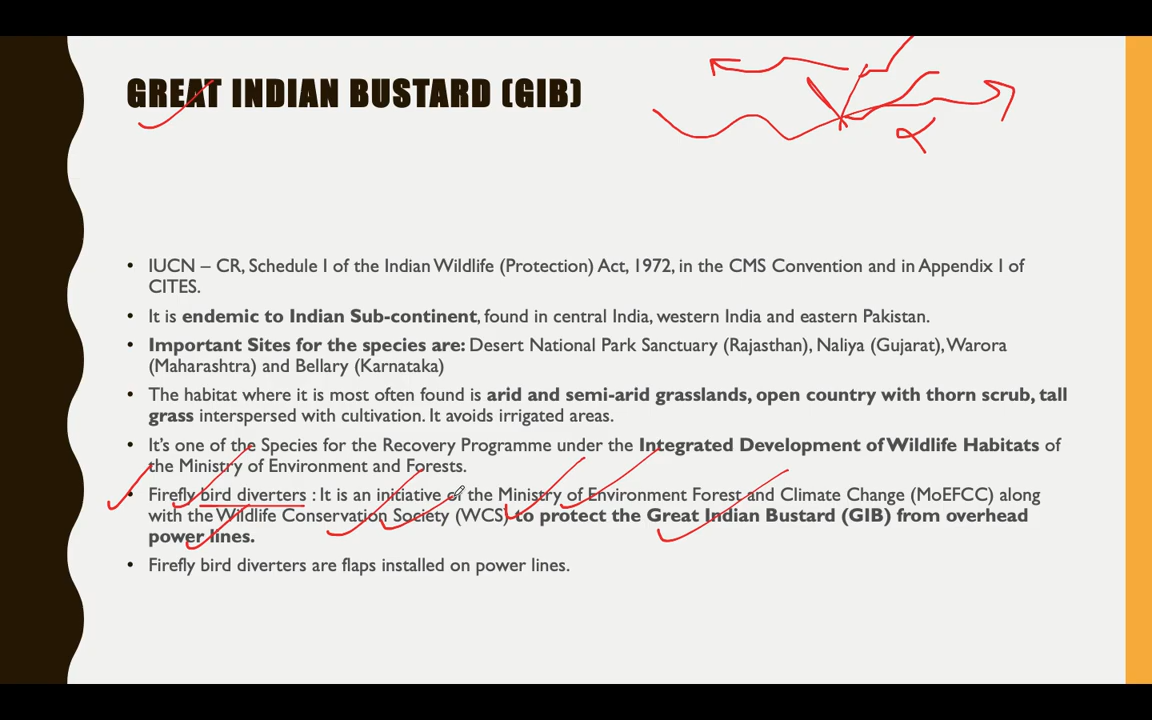 GREAT INDIAN BUSTARD (GIB)
• IUCN – CR, Schedule I of the Indian Wildlife (Protection) Act, 1972, in the CMS Convention and in Appendix I of
CITES.
• It is endemic to Indian Sub-continent, found in central India, western India and eastern Pakistan.
• Important Sites for the species are: Desert National Park Sanctuary (Rajasthan), Naliya (Gujarat), Warora
(Maharashtra) and Bellary (Karnataka)
• The habitat where it is most often found is arid and semi-arid grasslands, open country with thorn scrub, tall
grass interspersed with cultivation. It avoids irrigated areas.
• It's one of the Species for the Recovery Programme under the Integrated Development of Wildlife Habitats of
the Ministry of Environment and Forests.
• Firefly bird diverters : It is an initiative of the Ministry of Environment Forest and Climate Change (MoEFCC) along
with the Wildlife Conservation Society (WCS) to protect the Great Indian Bustard (GIB) from overhead
power lines.
• Firefly bird diverters are flaps installed on power lines.